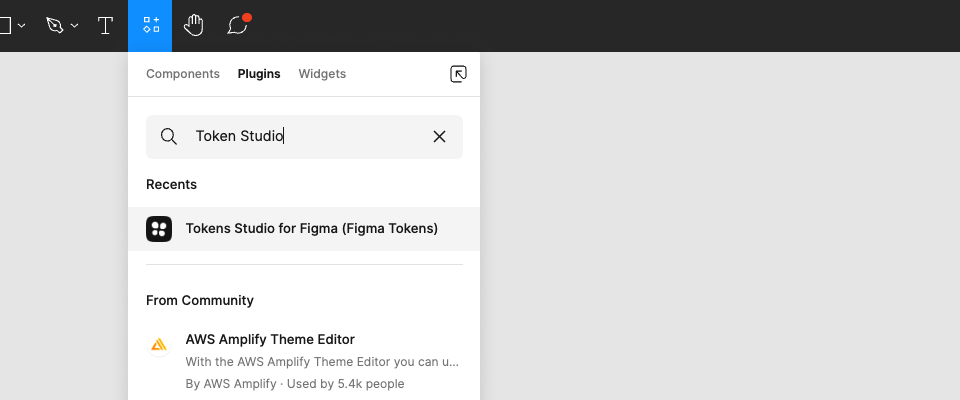 Components Plugins Widgets
Token Studio
Recents
Tokens Studio for Figma (Figma Tokens)
From Community
AWS Amplify Theme Editor
With the AWS Amplify Theme Editor you can u...
By AWS Amplify · Used by 5.4k people